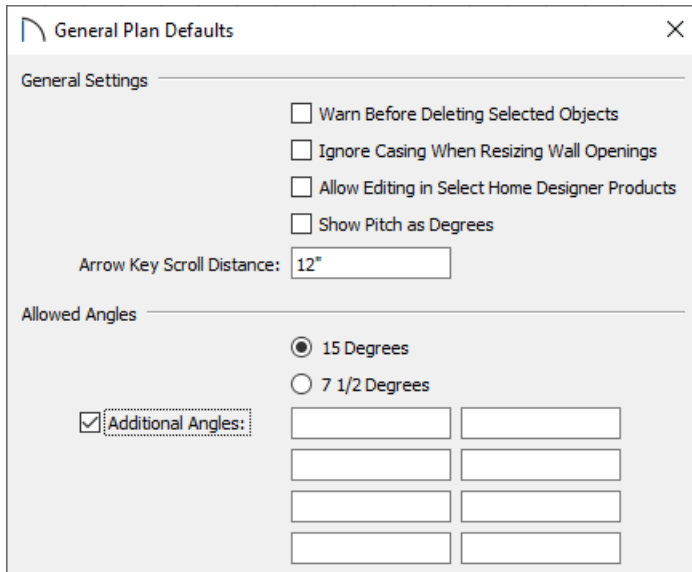 General Plan Defaults
General Settings
Warn Before Deleting Selected Objects
Ignore Casing When Resizing Wall Openings
Allow Editing in Select Home Designer Products
Show Pitch as Degrees
Arrow Key Scroll Distance: 12"
Allowed Angles
15 Degrees
7 1/2 Degrees
Additional Angles: